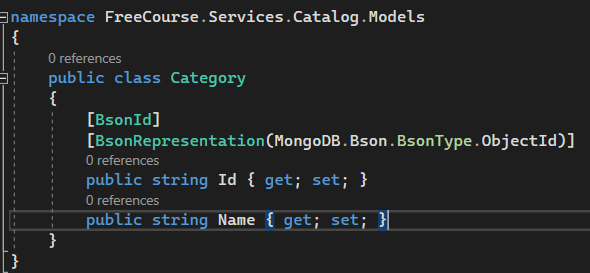 namespace FreeCourse.Services.Catalog.Models
{
0 references
public class Category
{
[BsonId]
[BsonRepresentation(MongoDB.Bson.BsonType.ObjectId)]
0 references
public string Id { get; set; }
0 references
public string Name { get; set; }
}
}